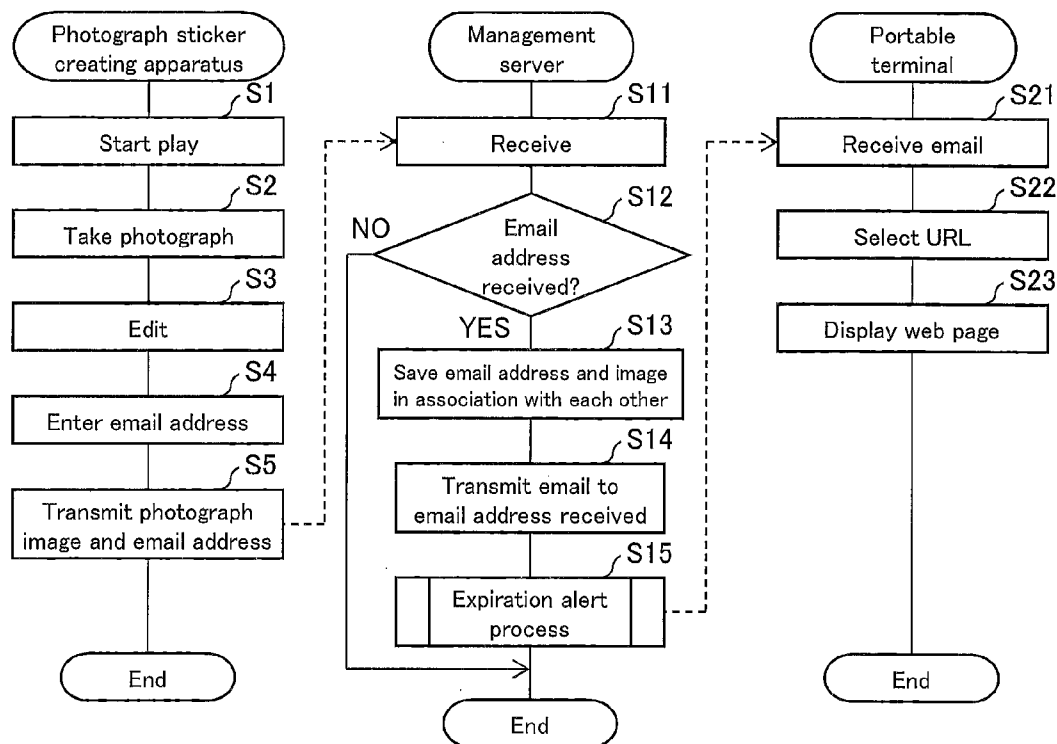 Photograph sticker
creating apparatus
S1
Start play
S2
Take photograph
S3
Edit
S4
Enter email address
S5
Transmit photograph
image and email address
End
Management
server
S11
Receive
S12
NO
Email
address
received?
YES
S13
Save email address and image
in association with each other
S14
Transmit email to
email address received
S15
Expiration alert
process
End
Portable
terminal
S21
Receive email
S22
Select URL
S23
Display web page
End